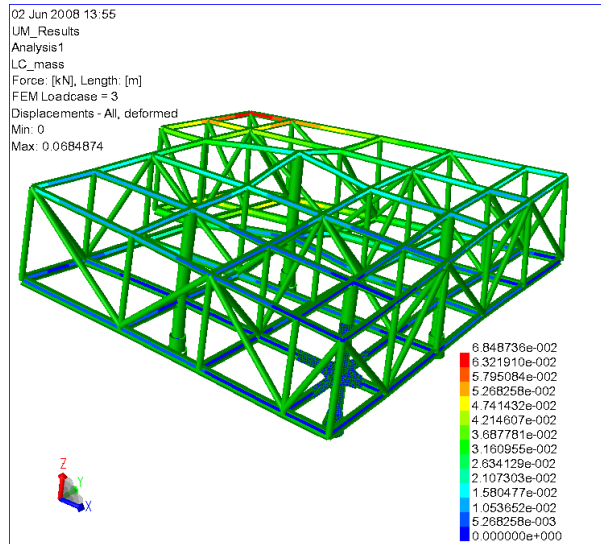 02 Jun 2008 13:55
UM_Results
Analysis1
LC_mass
Force: [kN], Length: [m]
FEM Loadcase = 3
Displacements - All, deformed
Min: 0
Max: 0.0684874
6.848736e-002
6.321910e-002
5.795084e-002
5.268258e-002
4.741432e-002
4.214607e-002
3.687781e-002
3.160955e-002
2.634129e-002
2.107303e-002
1.580477e-002
1.053652e-002
5.268258e-003
0.000000e+000
Z
Y
X